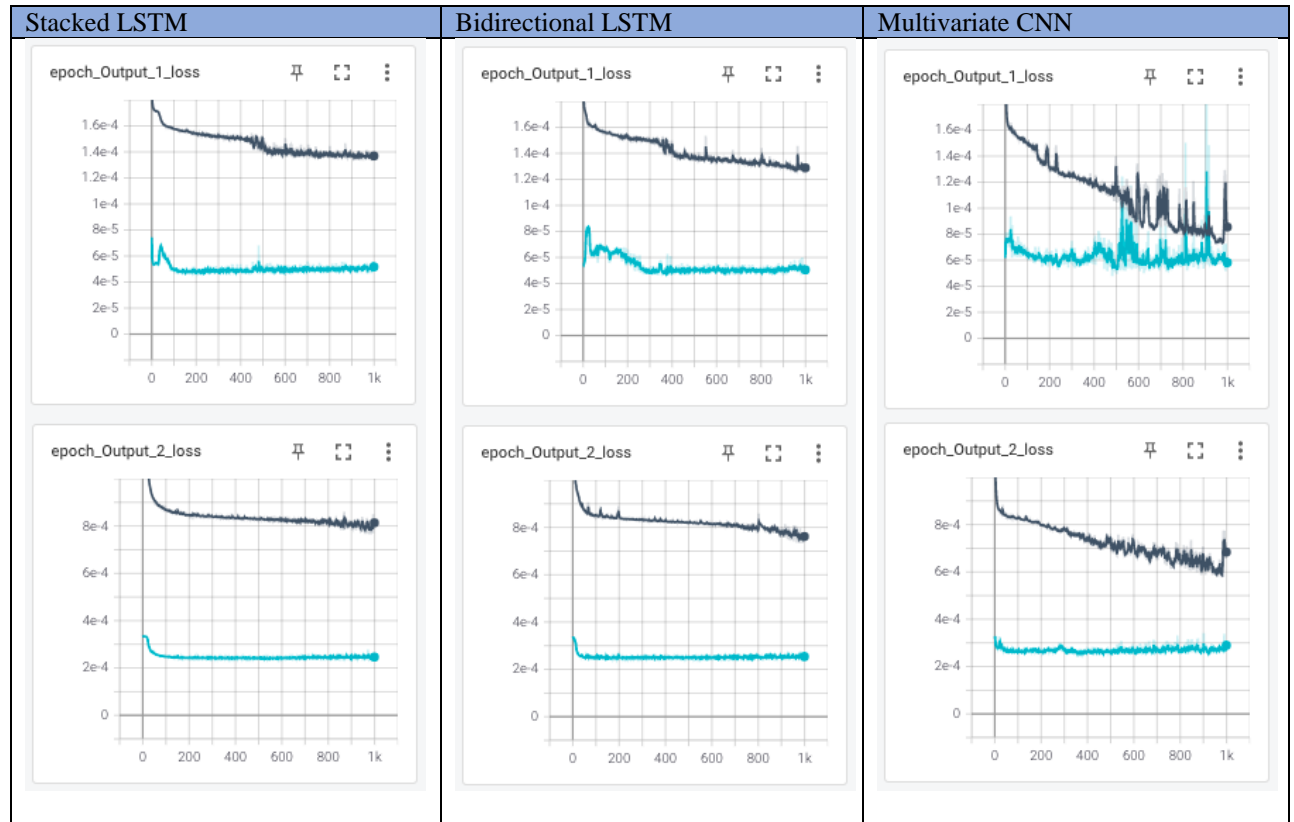 Stacked LSTM
Bidirectional LSTM
Multivariate CNN
epoch_Output_1_loss
1.6e-4
1.4e-4
1.2e-4
1e-4
8e-5
6e-5
4e-5
2e-5
0
0 200 400 600 800 1k
epoch_Output_1_loss
1.6e-4
1.4e-4
1.2e-4
1e-4
8e-5
6e-5
4e-5
2e-5
0
0 200 400 600 800 1k
epoch_Output_1_loss
1.6e-4
1.4e-4
1.2e-4
1e-4
8e-5
6e-5
4e-5
2e-5
0
0 200 400 600 800 1k
epoch_Output_2_loss
8e-4
6e-4
4e-4
2e-4
0
0 200 400 600 800 1k
epoch_Output_2_loss
8e-4
6e-4
4e-4
2e-4
0
0 200 400 600 800 1k
epoch_Output_2_loss
8e-4
6e-4
4e-4
2e-4
0
0 200 400 600 800 1k